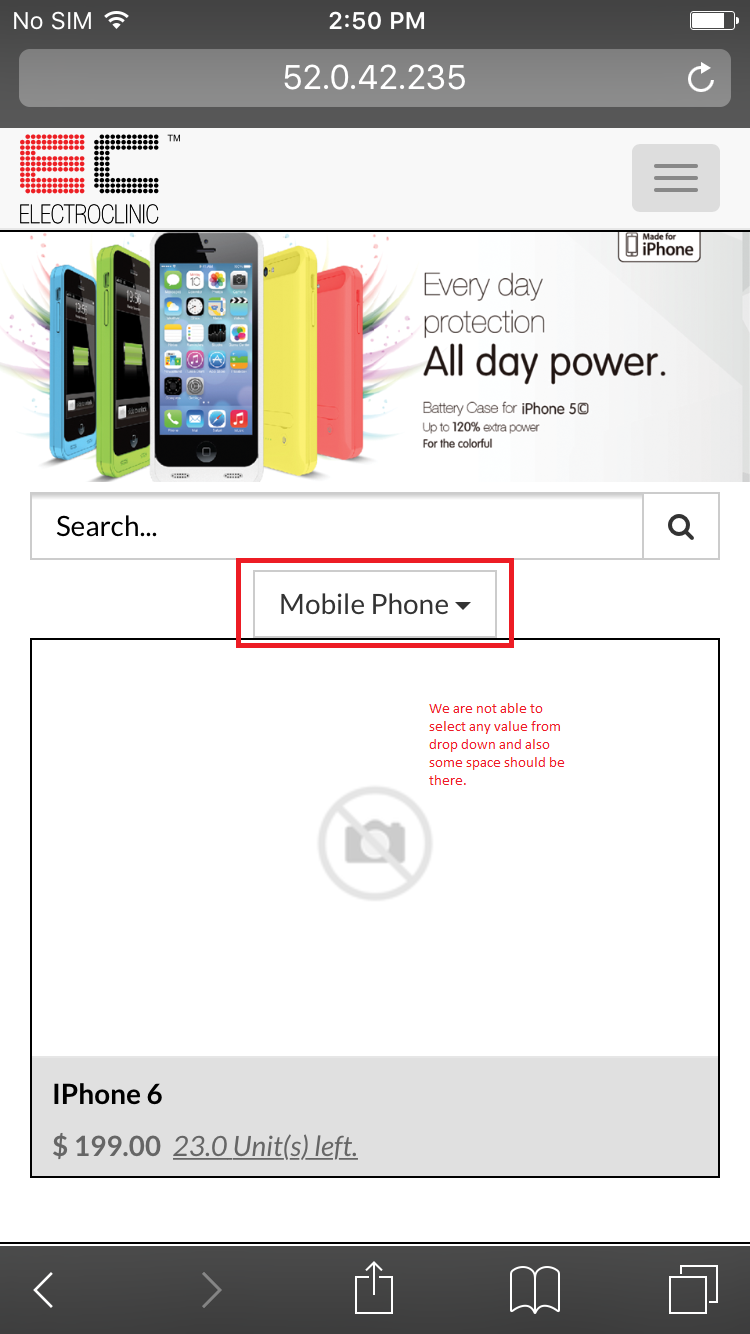 No SIM 2:50 PM
52.0.42.235
EC™
ELECTROCLINIC
Made for
iPhone
Every day
protection
All day power.
Battery Case for iPhone 5C
Up to 120% extra power
For the colorful
Search...
Mobile Phone
We are not able to
select any value from
drop down and also
some space should be
there.
IPhone 6
$ 199.00 23.0 Unit(s) left.